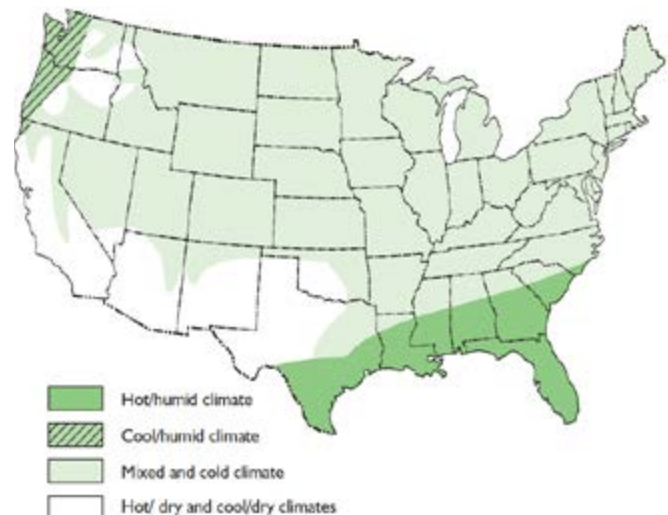 Hot/humid climate
Cool/humid climate
Mixed and cold climate
Hot/ dry and cool/dry climates